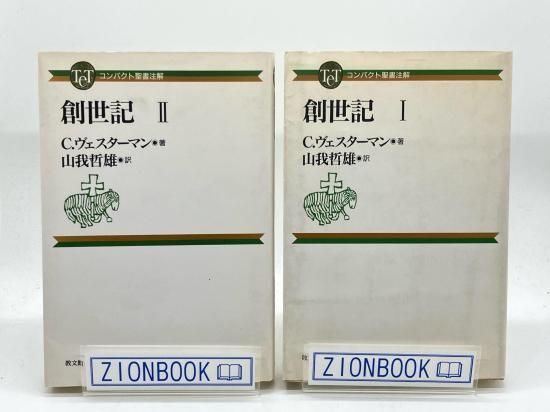 TCT コンパクト聖書注解
創世記 Ⅱ
C.ヴェスターマン◉著
山我哲雄◉訳
教文
ZIONBOOK
TCT コンパクト聖書注解
創世記 Ⅰ
C.ヴェスターマン◉著
山我哲雄◉訳
ZIONBOOK